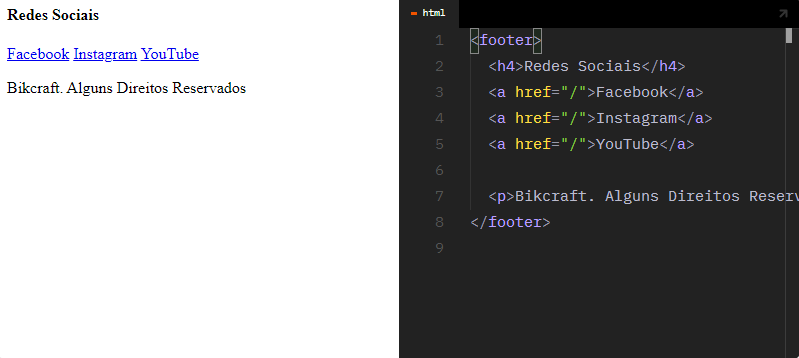 Redes Sociais
Facebook Instagram YouTube
Bikcraft. Alguns Direitos Reservados
html
1 <footer>
2 <h4>Redes Sociais</h4>
3 <a href="/">Facebook</a>
4 <a href="/">Instagram</a>
5 <a href="/">YouTube</a>
6
7 <p>Bikcraft. Alguns Direitos Reserv
8 </footer>
9